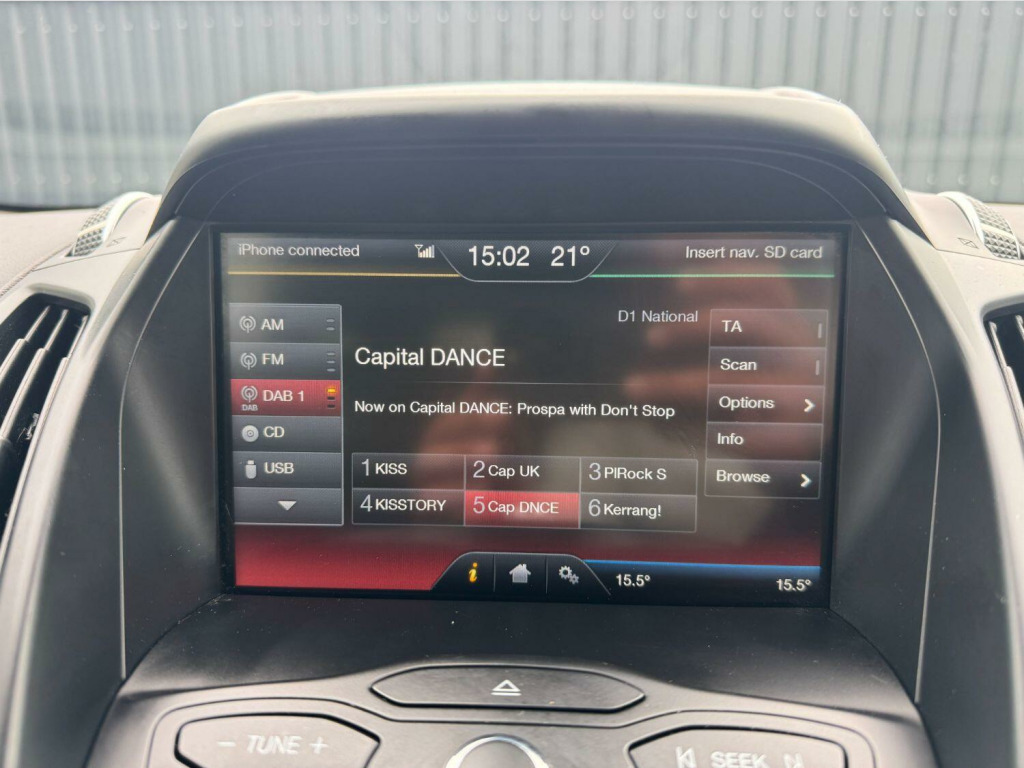 iPhone connected
15:02 21°
Insert nav. SD card
AM
FM
DAB 1
DAB
CD
USB
D1 National
Capital DANCE
Now on Capital DANCE: Prospa with Don't Stop
1 KISS 2 Cap UK 3 PlRock S
4 KISSTORY 5 Cap DNCE 6 Kerrang!
TA
Scan
Options
Info
Browse
i
15.5° 15.5°
- TUNE +
SEEK